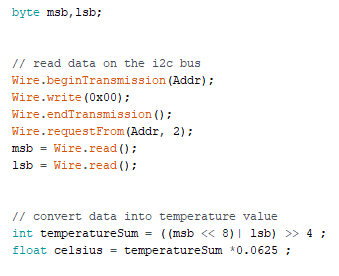 byte msb,lsb;
// read data on the i2c bus
Wire.beginTransmission(Addr);
Wire.write(0x00);
Wire.endTransmission();
Wire.requestFrom(Addr, 2);
msb = Wire.read();
lsb = Wire.read();
// convert data into temperature value
int temperatureSum = ((msb << 8)| lsb) >> 4 ;
float celsius = temperatureSum *0.0625 ;